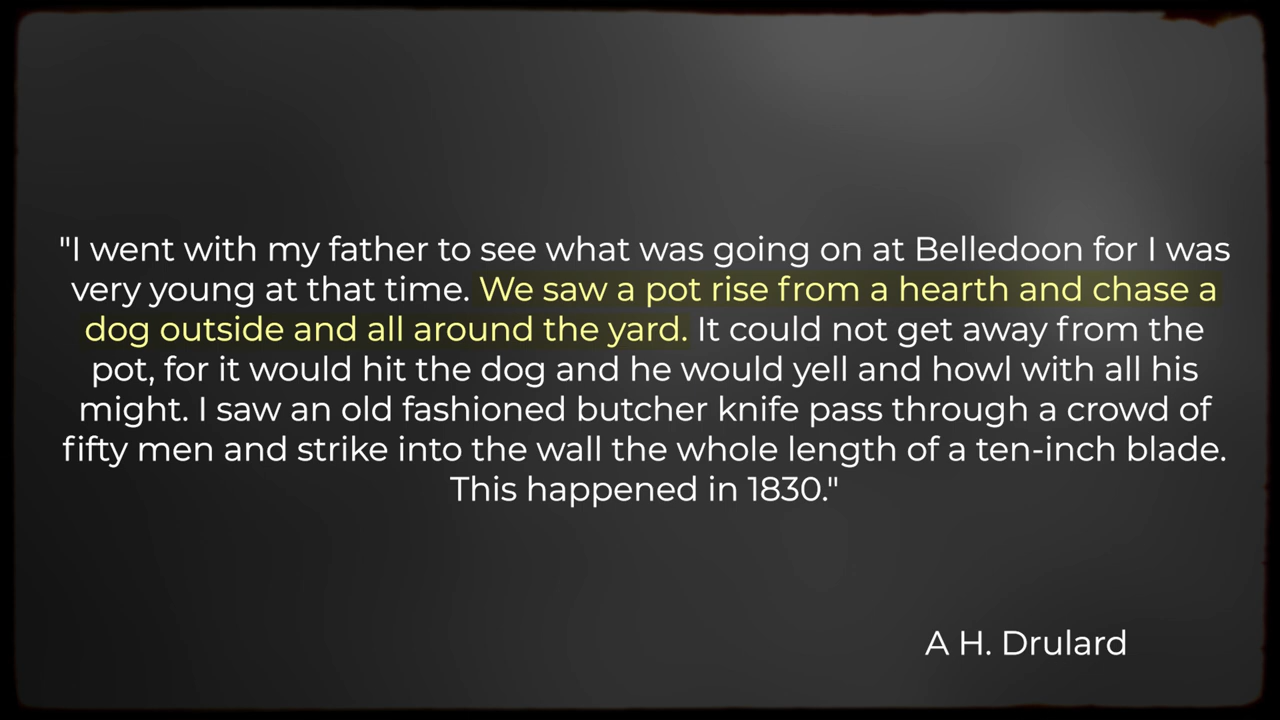 "I went with my father to see what was going on at Belledoon for I was
very young at that time. We saw a pot rise from a hearth and chase a
dog outside and all around the yard. It could not get away from the
pot, for it would hit the dog and he would yell and howl with all his
might. I saw an old fashioned butcher knife pass through a crowd of
fifty men and strike into the wall the whole length of a ten-inch blade.
This happened in 1830."
A H. Drulard